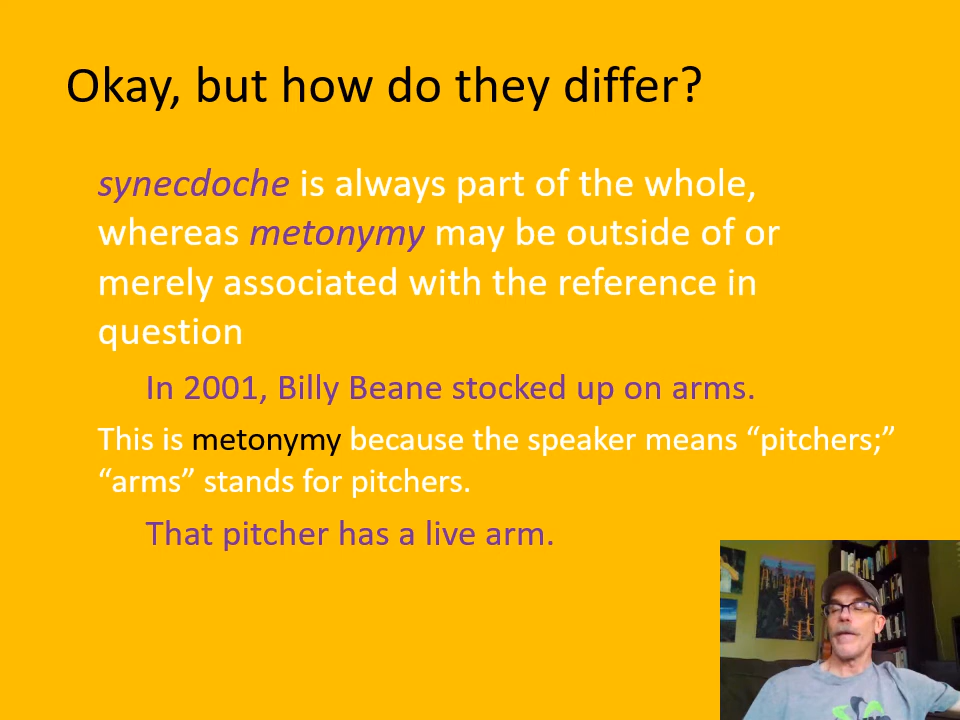 Okay, but how do they differ?
synecdoche is always part of the whole,
whereas metonymy may be outside of or
merely associated with the reference in
question
In 2001, Billy Beane stocked up on arms.
This is metonymy because the speaker means “pitchers;”
“arms” stands for pitchers.
That pitcher has a live arm.